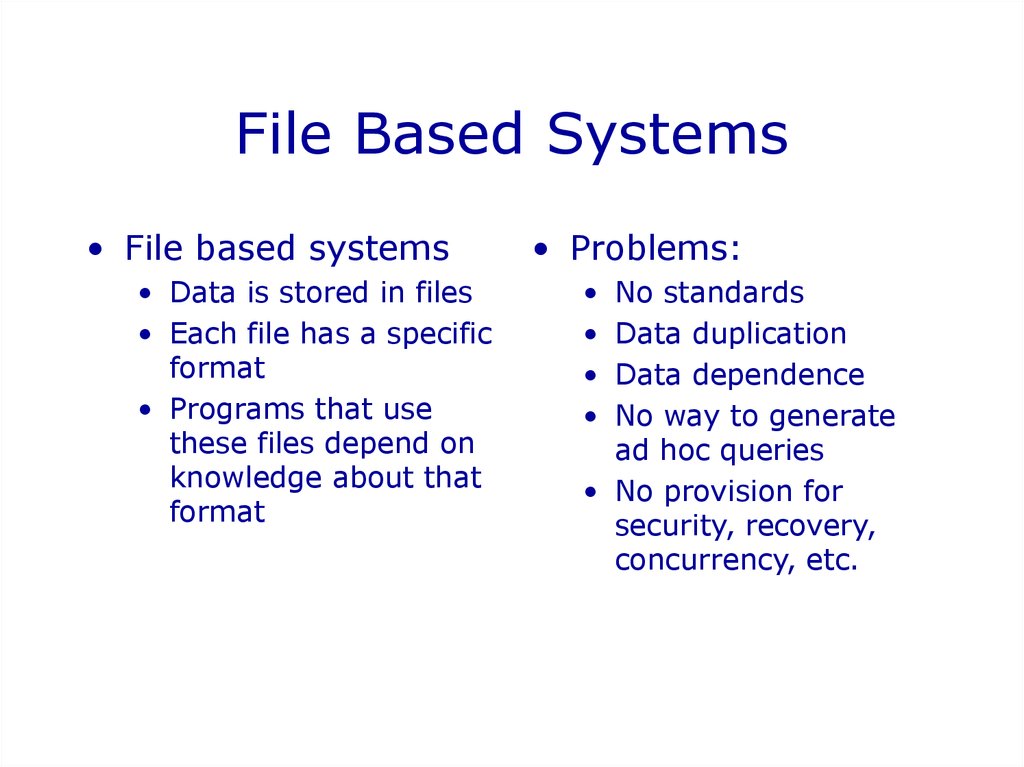 File Based Systems
• File based systems
• Data is stored in files
• Each file has a specific
format
• Programs that use
these files depend on
knowledge about that
format
• Problems:
• No standards
• Data duplication
• Data dependence
• No way to generate
ad hoc queries
• No provision for
security, recovery,
concurrency, etc.